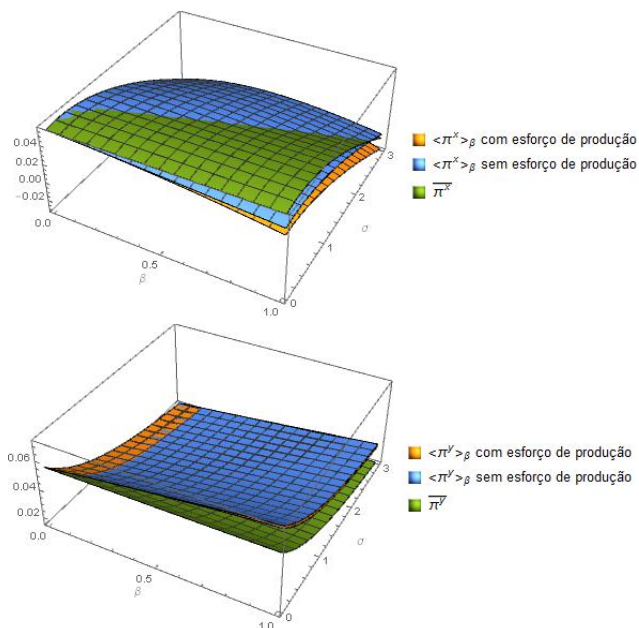 0.04
0.02
0.00
−0.02
0.0
0.5
β
1.0
0
1
2
3
σ
<π^x>_β com esforço de produção
<π^x>_β sem esforço de produção
π̅^x̅
0.06
0.04
0.02
0.0
0.5
β
1.0
0
1
2
3
σ
<π^y>_β com esforço de produção
<π^y>_β sem esforço de produção
π̅^y̅